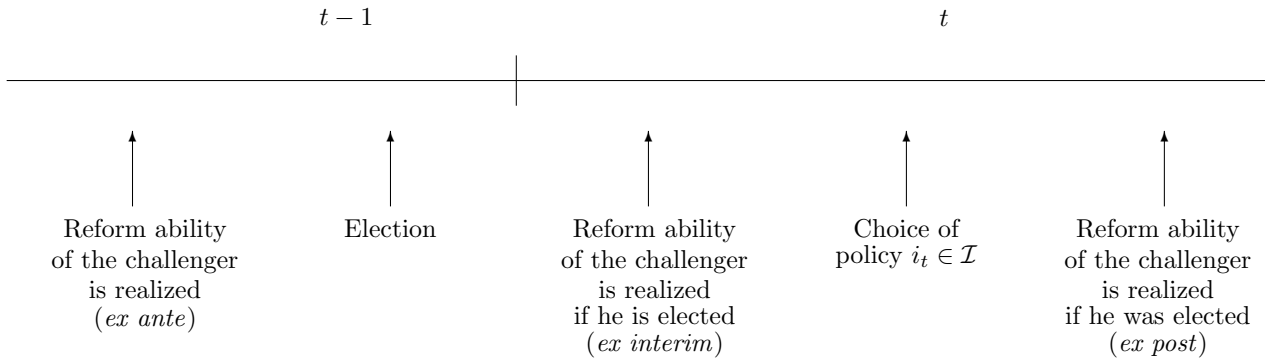 t − 1
t
Reform ability
of the challenger
is realized
(ex ante)
Election
Reform ability
of the challenger
is realized
if he is elected
(ex interim)
Choice of
policy iₜ ∈ ℐ
Reform ability
of the challenger
is realized
if he was elected
(ex post)